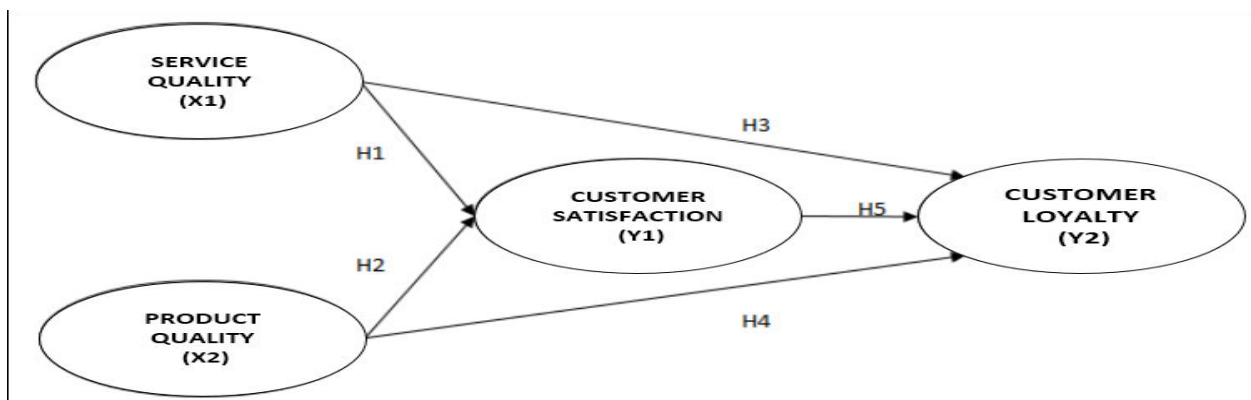 SERVICE
QUALITY
(X1)
H3
H1
CUSTOMER
SATISFACTION
(Y1)
H5
CUSTOMER
LOYALTY
(Y2)
H2
PRODUCT
QUALITY
(X2)
H4